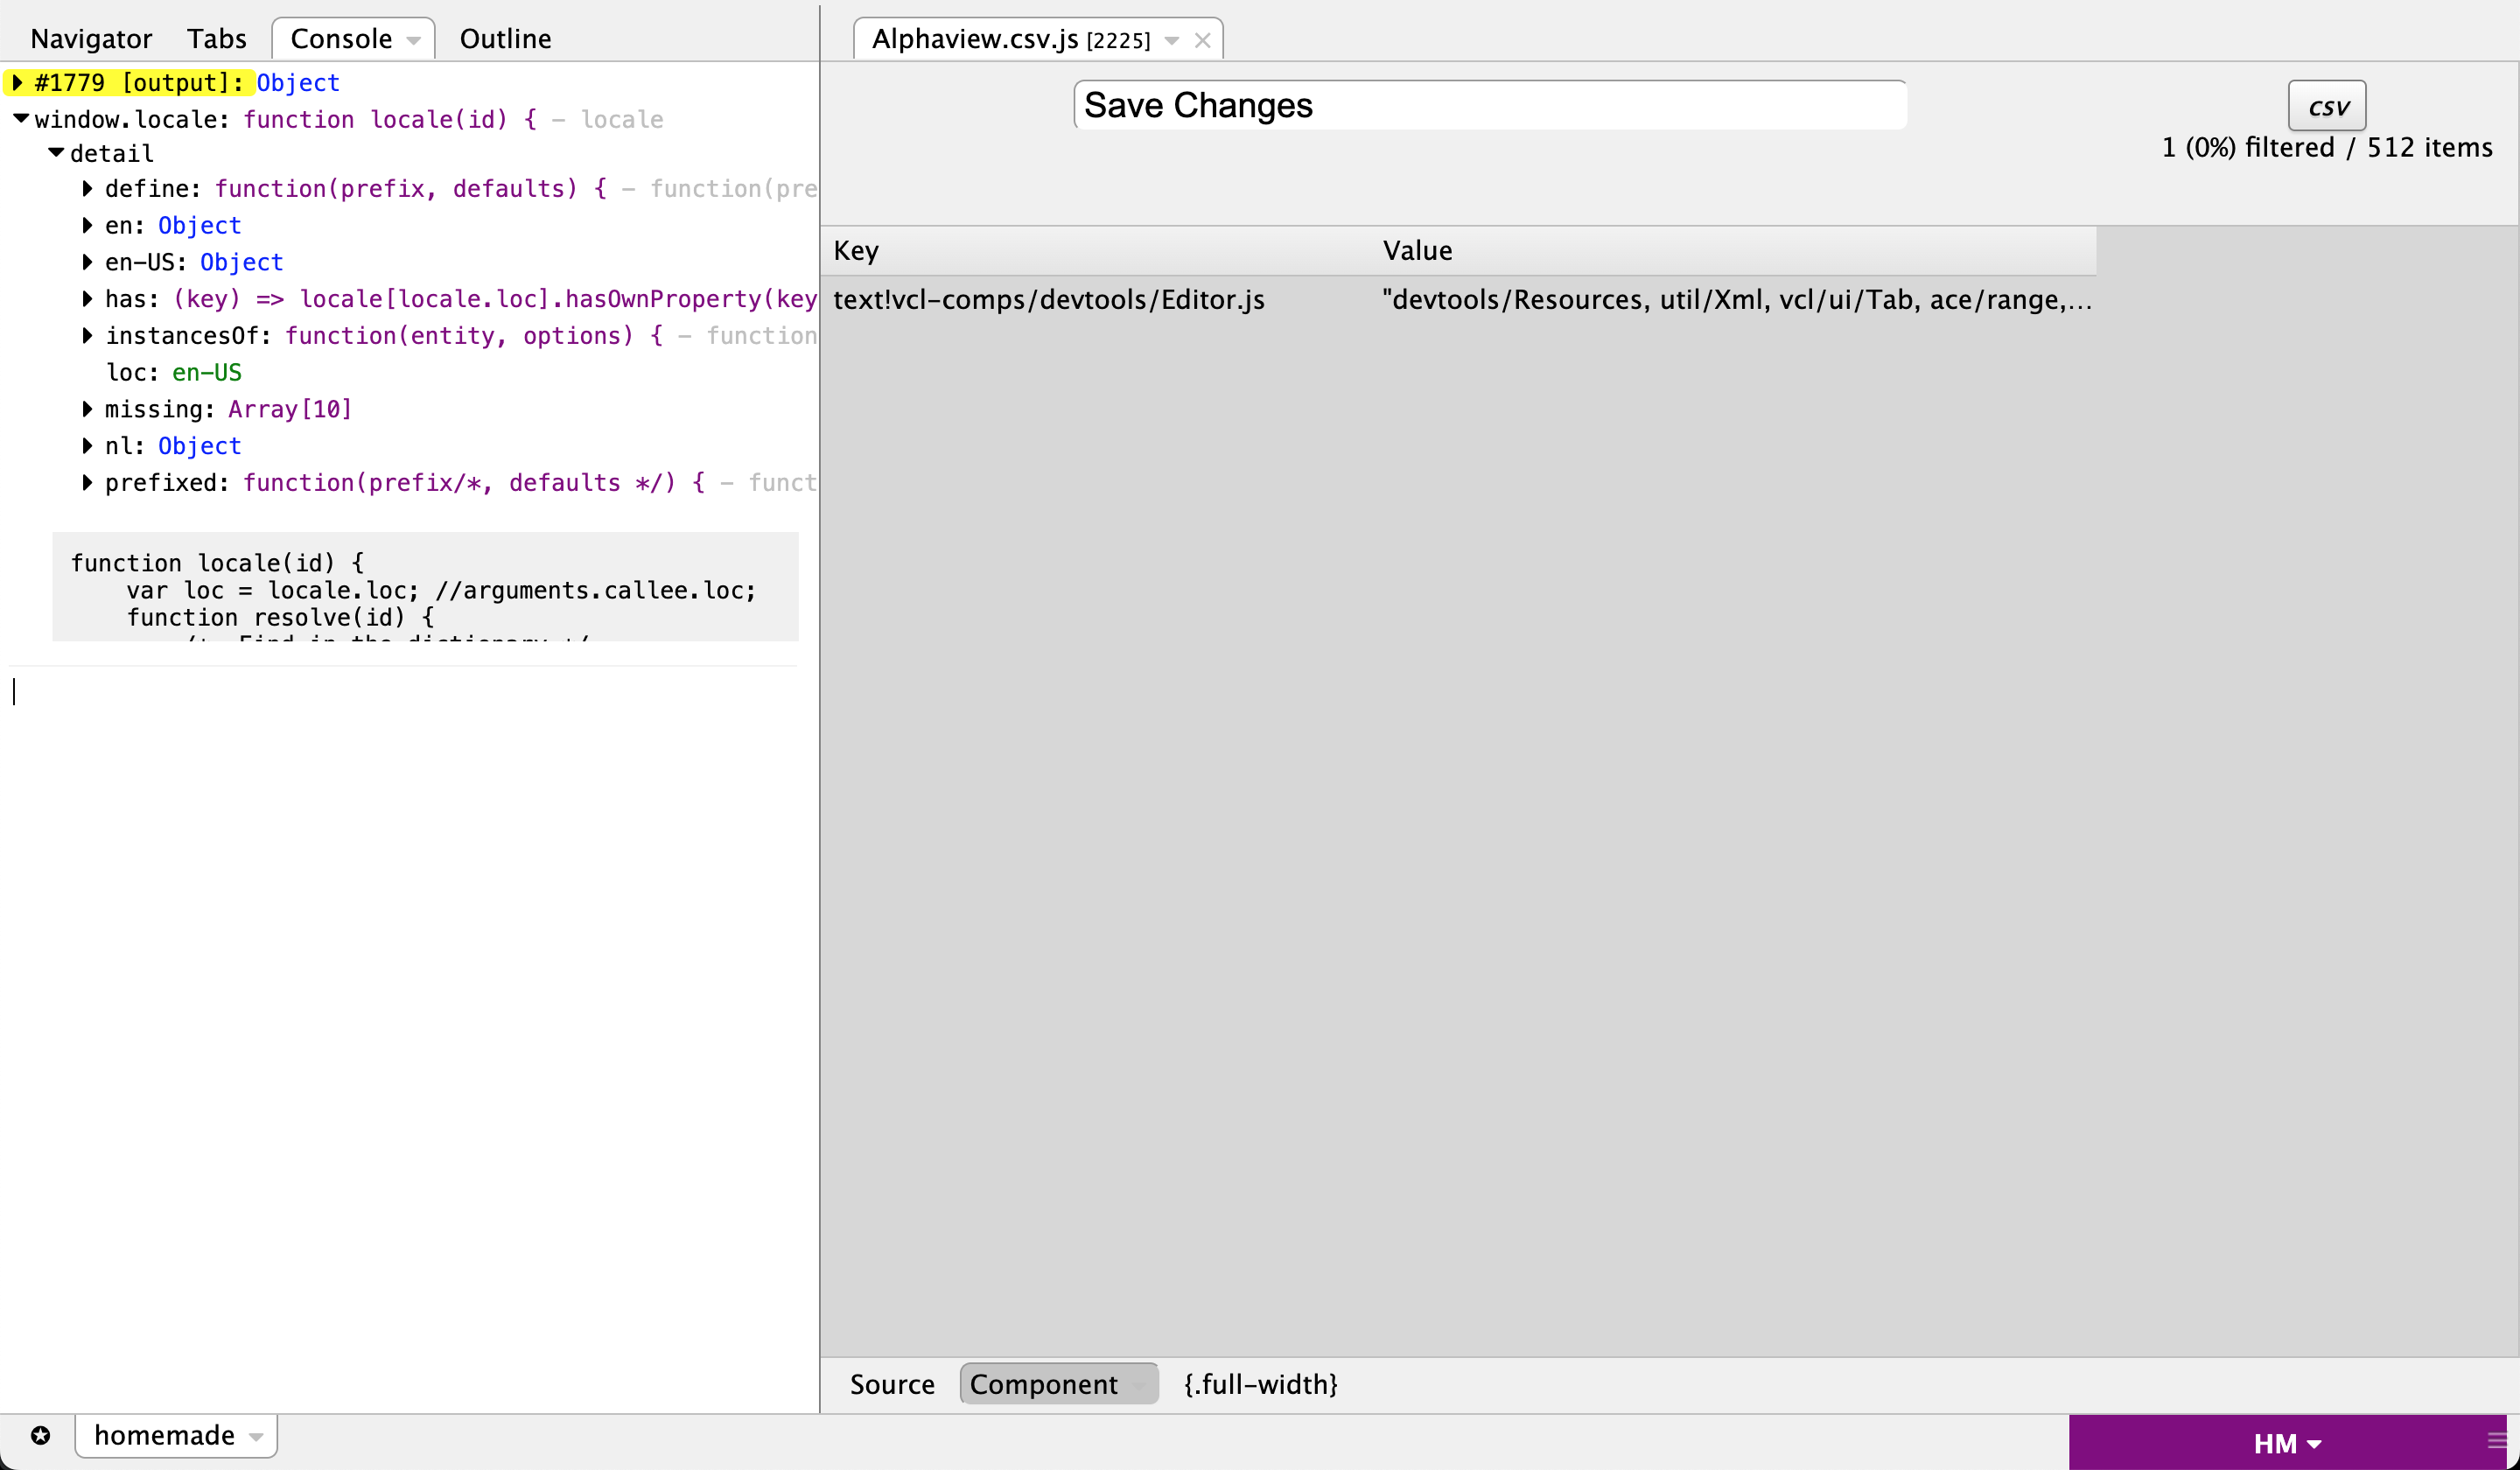 Navigator Tabs Console Outline
#1779 [output]: Object
window.locale: function locale(id) { – locale
detail
define: function(prefix, defaults) { – function(pre
en: Object
en-US: Object
has: (key) => locale[locale.loc].hasOwnProperty(key
instancesOf: function(entity, options) { – function
loc: en-US
missing: Array[10]
nl: Object
prefixed: function(prefix/*, defaults */) { – funct
function locale(id) {
var loc = locale.loc; //arguments.callee.loc;
function resolve(id) {
/*- Find in the dictionary */
Alphaview.csv.js [2225]
Save Changes
CSV
1 (0%) filtered / 512 items
Key Value
text!vcl-comps/devtools/Editor.js "devtools/Resources, util/Xml, vcl/ui/Tab, ace/range,...
Source Component {.full-width}
homemade
HM